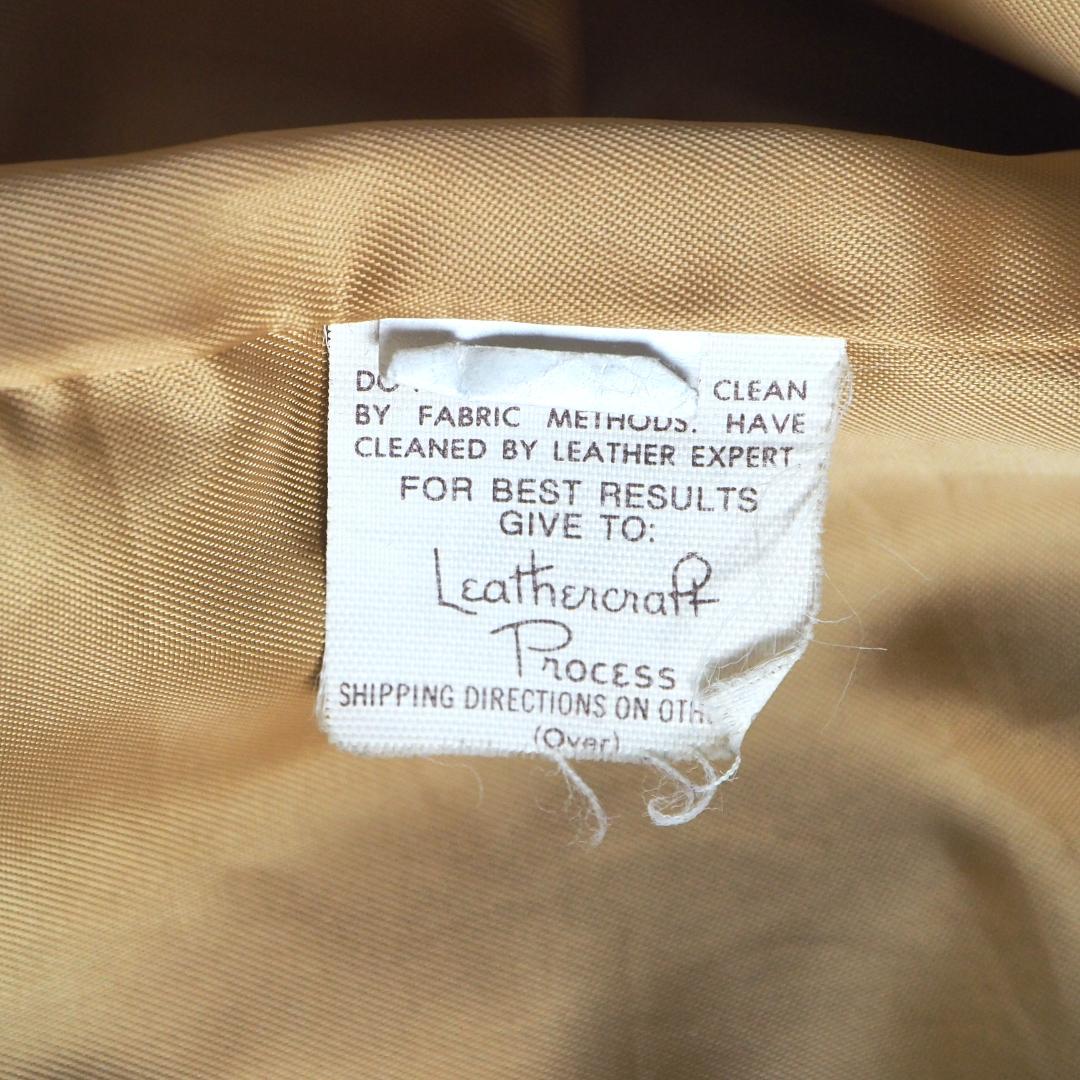 CLEAN
BY FABRIC METHODS. HAVE
CLEANED BY LEATHER EXPERT.
FOR BEST RESULTS
GIVE TO:
Leathercraft
Process
SHIPPING DIRECTIONS ON
(Over)